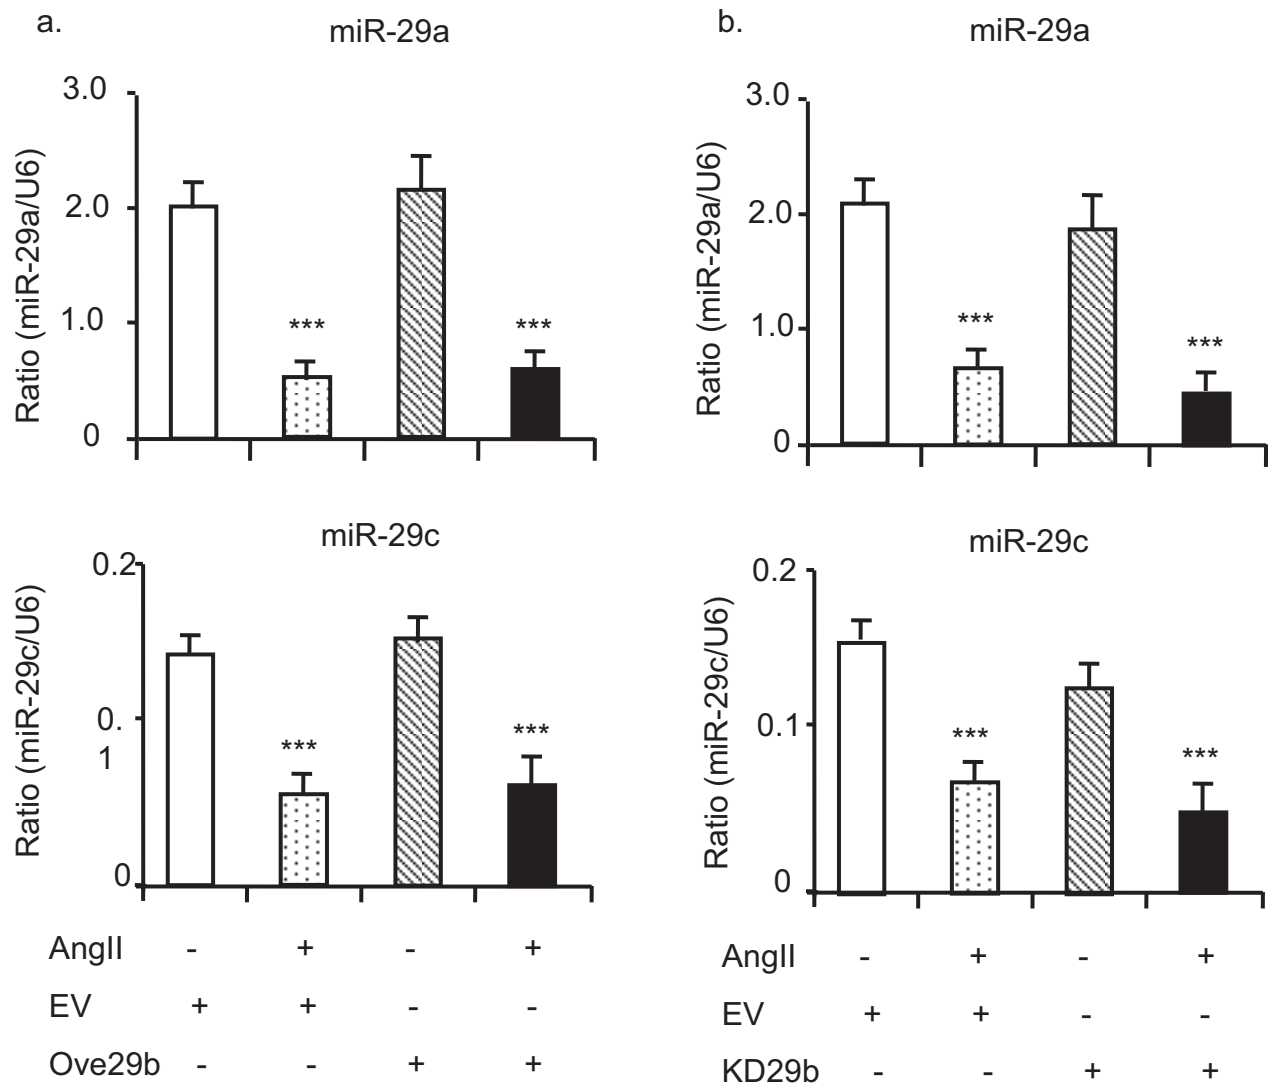 a.
miR-29a
3.0
2.0
1.0
0
Ratio (miR-29a/U6)
***
***
miR-29c
0.2
0.
1
0
Ratio (miR-29c/U6)
***
***
AngII - + - +
EV + + - -
Ove29b - - + +
b.
miR-29a
3.0
2.0
1.0
0
Ratio (miR-29a/U6)
***
***
miR-29c
0.2
0.1
0
Ratio (miR-29c/U6)
***
***
AngII - + - +
EV + + - -
KD29b - - + +